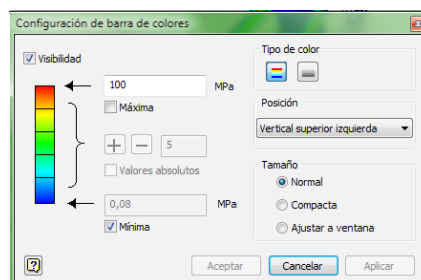 Configuración de barra de colores
Visibilidad
100 MPa
Máxima
5
Valores absolutos
0,08 MPa
Mínima
Tipo de color
Posición
Vertical superior izquierda
Tamaño
Normal
Compacta
Ajustar a ventana
Aceptar Cancelar Aplicar